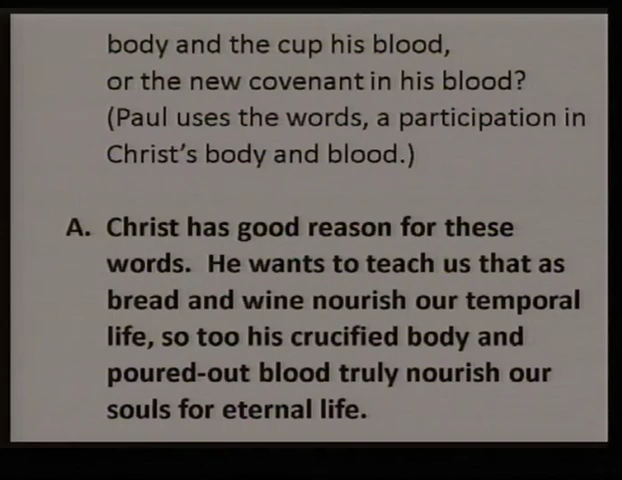 body and the cup his blood,
or the new covenant in his blood?
(Paul uses the words, a participation in
Christ's body and blood.)
A. Christ has good reason for these
words. He wants to teach us that as
bread and wine nourish our temporal
life, so too his crucified body and
poured-out blood truly nourish our
souls for eternal life.